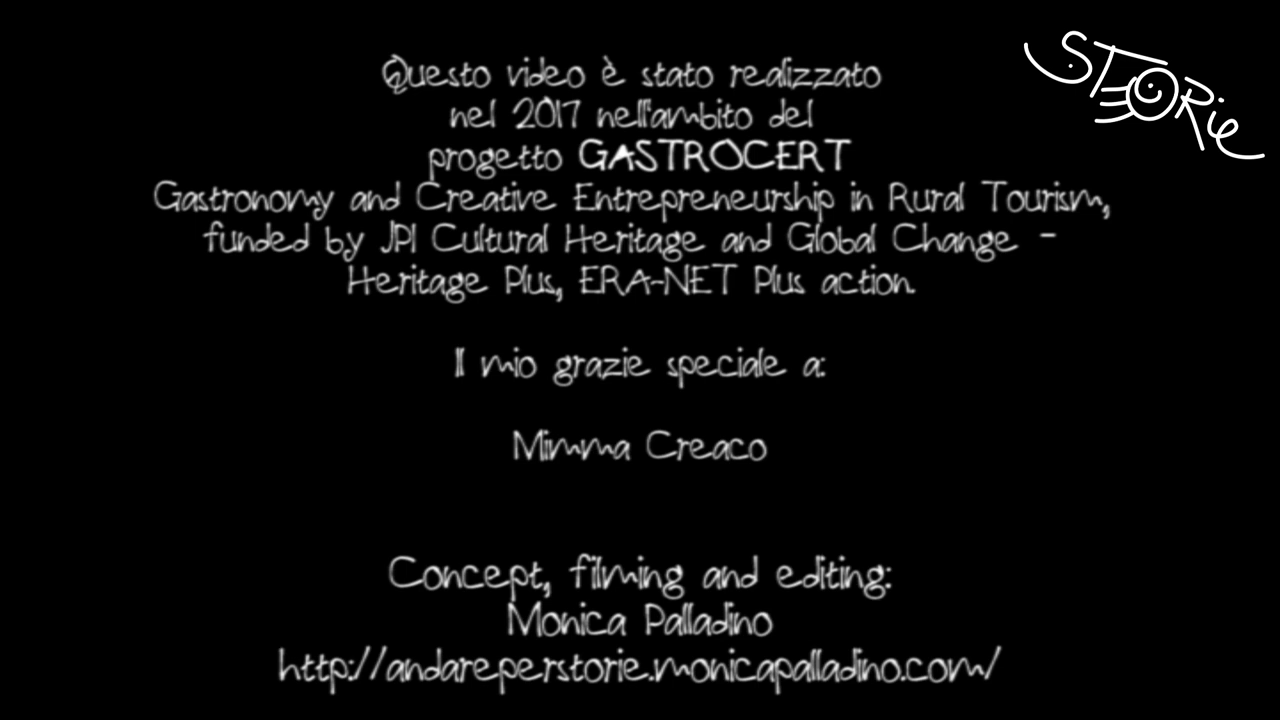 STORie
Questo video è stato realizzato
nel 2017 nell'ambito del
progetto GASTROCERT
Gastronomy and Creative Entrepreneurship in Rural Tourism,
funded by JPI Cultural Heritage and Global Change -
Heritage Plus, ERA-NET Plus action.
Il mio grazie speciale a:
Mimma Creaco
Concept, filming and editing:
Monica Palladino
http://andareperstorie.monicapalladino.com/